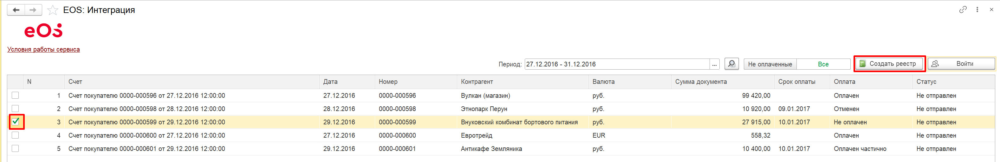 EOS: Интеграция
eos
Условия работы сервиса
Период: 27.12.2016 - 31.12.2016 ... Не оплаченные Все Создать реестр Войти
N Счет Дата Номер Контрагент Валюта Сумма документа Срок оплаты Оплата Статус
1 Счет покупателю 0000-000596 от 27.12.2016 12:00:00 27.12.2016 0000-000596 Вулкан (магазин) руб. 99 420,00 Оплачен Не отправлен
2 Счет покупателю 0000-000598 от 28.12.2016 12:00:00 28.12.2016 0000-000598 Этнопарк Перун руб. 10 920,00 09.01.2017 Отменен Не отправлен
3 Счет покупателю 0000-000599 от 29.12.2016 12:00:00 29.12.2016 0000-000599 Внуковский комбинат бортового питания руб. 27 915,00 10.01.2017 Не оплачен Не отправлен
4 Счет покупателю 0000-000600 от 27.12.2016 12:00:00 27.12.2016 0000-000600 Евротрейд EUR 558,32 Оплачен Не отправлен
5 Счет покупателю 0000-000601 от 29.12.2016 12:00:00 29.12.2016 0000-000601 Антикафе Земляника руб. 10 400,00 10.01.2017 Оплачен частично Не отправлен